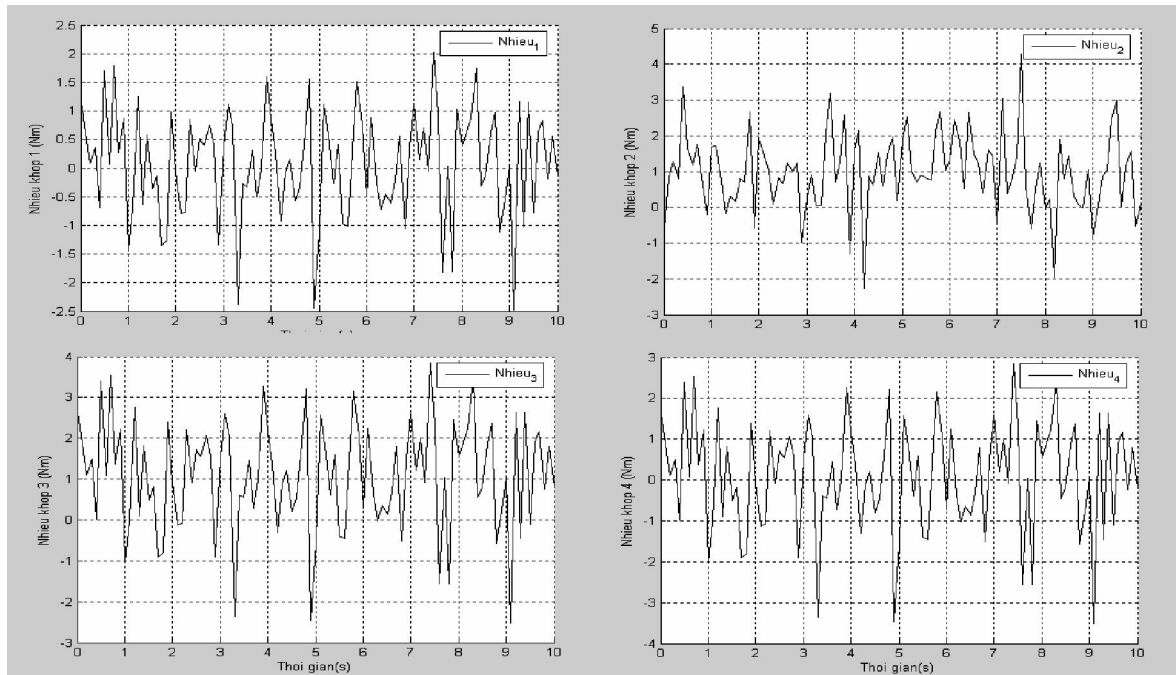 Nhieu khop 1 (Nm)
2.5
2
1.5
1
0.5
0
-0.5
-1
-1.5
-2
-2.5
Nhieu1
0 1 2 3 4 5 6 7 8 9 10
Thoi gian(s)
Nhieu khop 2 (Nm)
5
4
3
2
1
0
-1
-2
-3
Nhieu2
0 1 2 3 4 5 6 7 8 9 10
Nhieu khop 3 (Nm)
4
3
2
1
0
-1
-2
-3
Nhieu3
0 1 2 3 4 5 6 7 8 9 10
Thoi gian(s)
Nhieu khop 4 (Nm)
3
2
1
0
-1
-2
-3
-4
Nhieu4
0 1 2 3 4 5 6 7 8 9 10
Thoi gian(s)